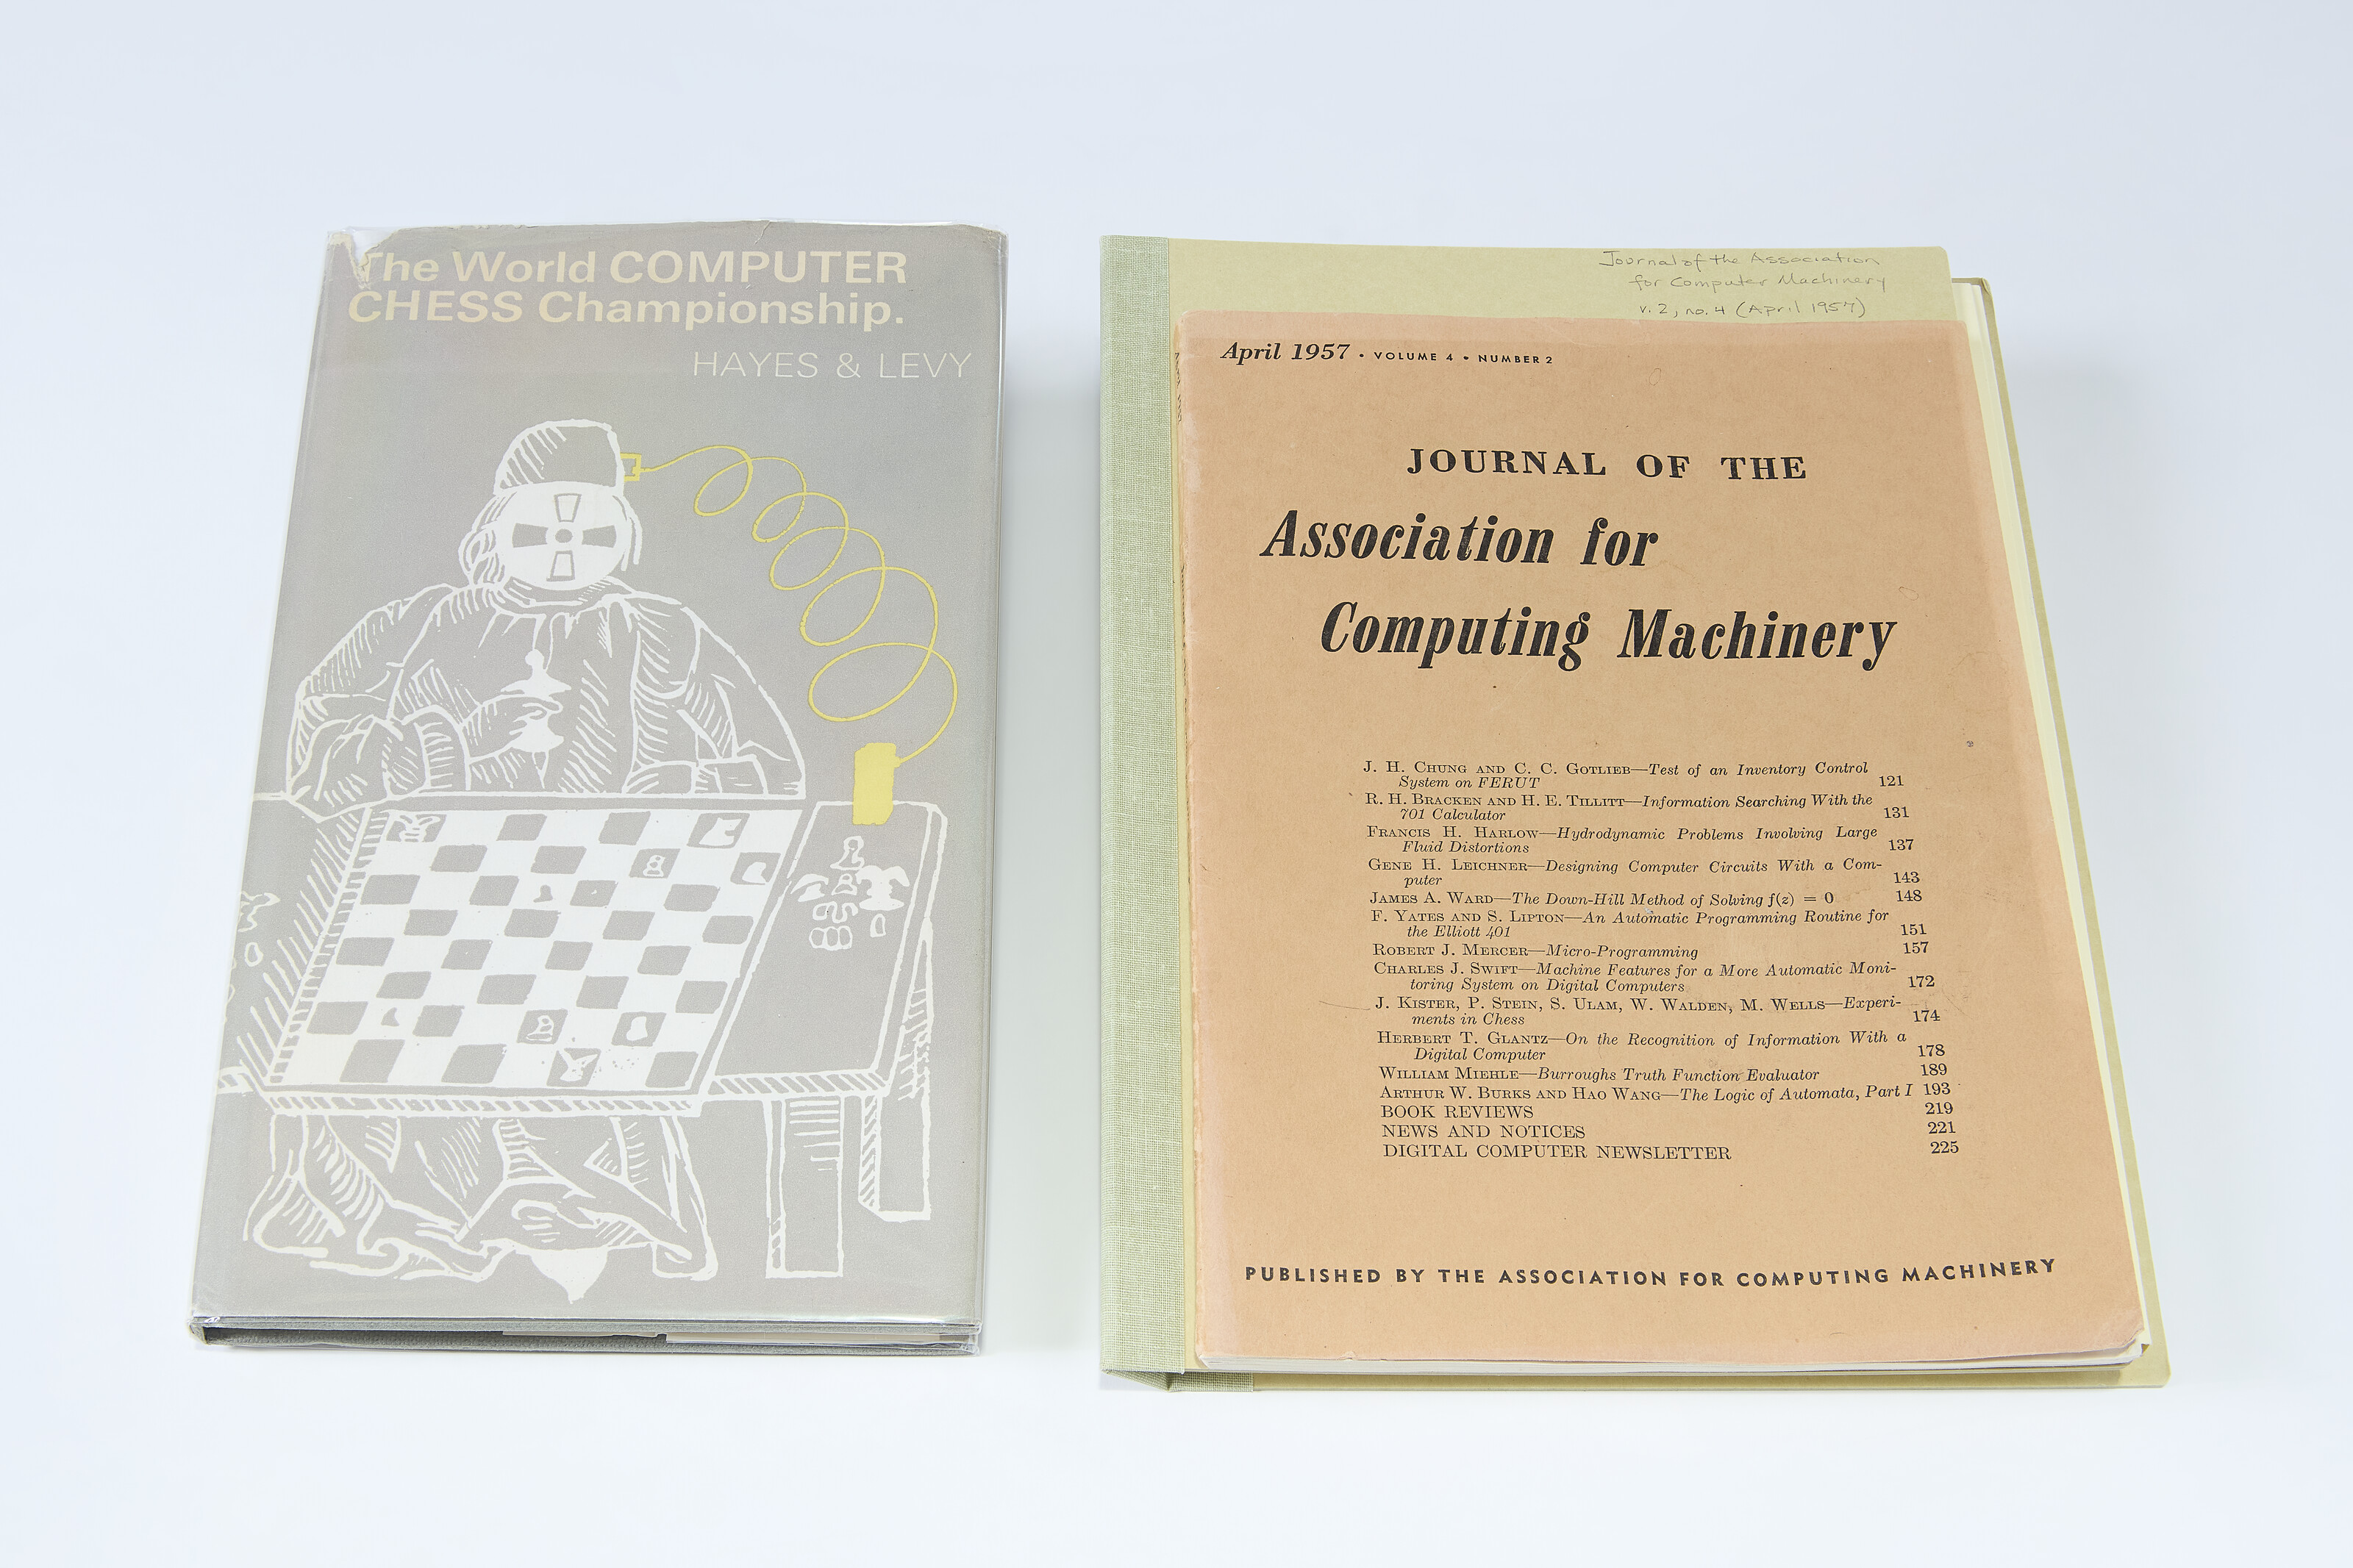 The World COMPUTER
CHESS Championship.
HAYES & LEVY
Journal of the Association
for Computer Machinery
v. 2, no. 4 (April 1957)
April 1957 • VOLUME 4 • NUMBER 2
JOURNAL OF THE
Association for
Computing Machinery
J. H. CHUNG AND C. C. GOTLIEB—Test of an Inventory Control
System on FERUT 121
R. H. BRACKEN AND H. E. TILLITT—Information Searching With the
701 Calculator 131
FRANCIS H. HARLOW—Hydrodynamic Problems Involving Large
Fluid Distortions 137
GENE H. LEICHNER—Designing Computer Circuits With a Com-
puter 143
JAMES A. WARD—The Down-Hill Method of Solving f(z) = 0 148
F. YATES AND S. LIPTON—An Automatic Programming Routine for
the Elliott 401 151
ROBERT J. MERCER—Micro-Programming 157
CHARLES J. SWIFT—Machine Features for a More Automatic Moni-
toring System on Digital Computers 172
J. KISTER, P. STEIN, S. ULAM, W. WALDEN, M. WELLS—Experi-
ments in Chess 174
HERBERT T. GLANTZ—On the Recognition of Information With a
Digital Computer 178
WILLIAM MIEHLE—Burroughs Truth Function Evaluator 189
ARTHUR W. BURKS AND HAO WANG—The Logic of Automata, Part I 193
BOOK REVIEWS 219
NEWS AND NOTICES 221
DIGITAL COMPUTER NEWSLETTER 225
PUBLISHED BY THE ASSOCIATION FOR COMPUTING MACHINERY